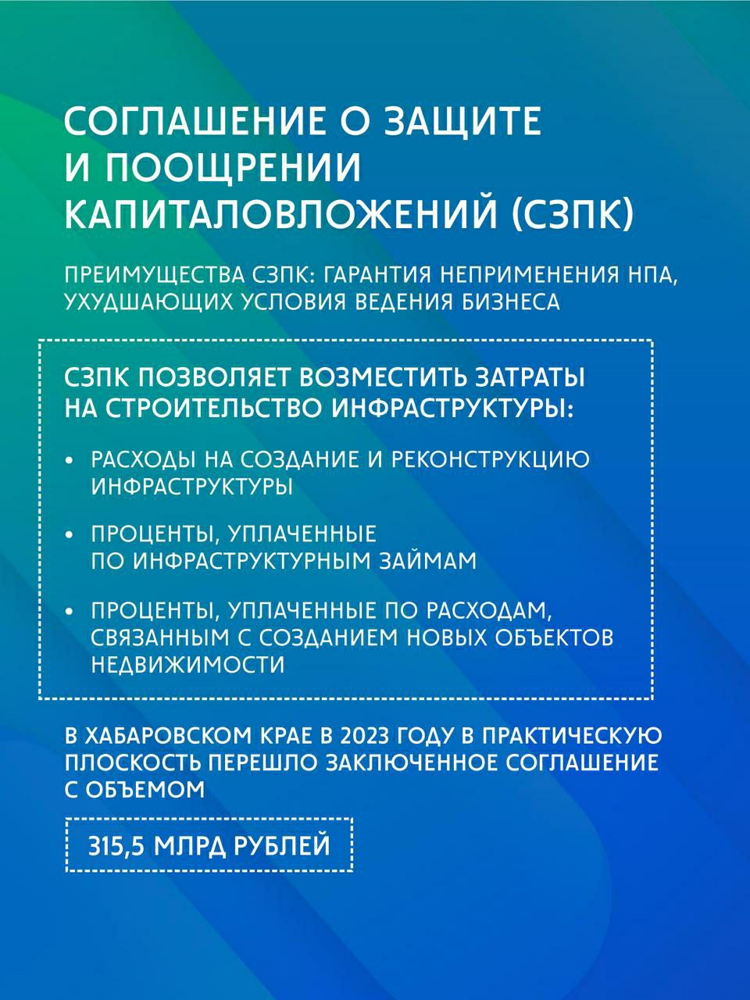 СОГЛАШЕНИЕ О ЗАЩИТЕ
И ПООЩРЕНИИ
КАПИТАЛОВЛОЖЕНИЙ (СЗПК)
ПРЕИМУЩЕСТВА СЗПК: ГАРАНТИЯ НЕПРИМЕНЕНИЯ НПА,
УХУДШАЮЩИХ УСЛОВИЯ ВЕДЕНИЯ БИЗНЕСА
СЗПК ПОЗВОЛЯЕТ ВОЗМЕСТИТЬ ЗАТРАТЫ
НА СТРОИТЕЛЬСТВО ИНФРАСТРУКТУРЫ:
• РАСХОДЫ НА СОЗДАНИЕ И РЕКОНСТРУКЦИЮ
ИНФРАСТРУКТУРЫ
• ПРОЦЕНТЫ, УПЛАЧЕННЫЕ
ПО ИНФРАСТРУКТУРНЫМ ЗАЙМАМ
• ПРОЦЕНТЫ, УПЛАЧЕННЫЕ ПО РАСХОДАМ,
СВЯЗАННЫМ С СОЗДАНИЕМ НОВЫХ ОБЪЕКТОВ
НЕДВИЖИМОСТИ
В ХАБАРОВСКОМ КРАЕ В 2023 ГОДУ В ПРАКТИЧЕСКУЮ
ПЛОСКОСТЬ ПЕРЕШЛО ЗАКЛЮЧЕННОЕ СОГЛАШЕНИЕ
С ОБЪЕМОМ
315,5 МЛРД РУБЛЕЙ